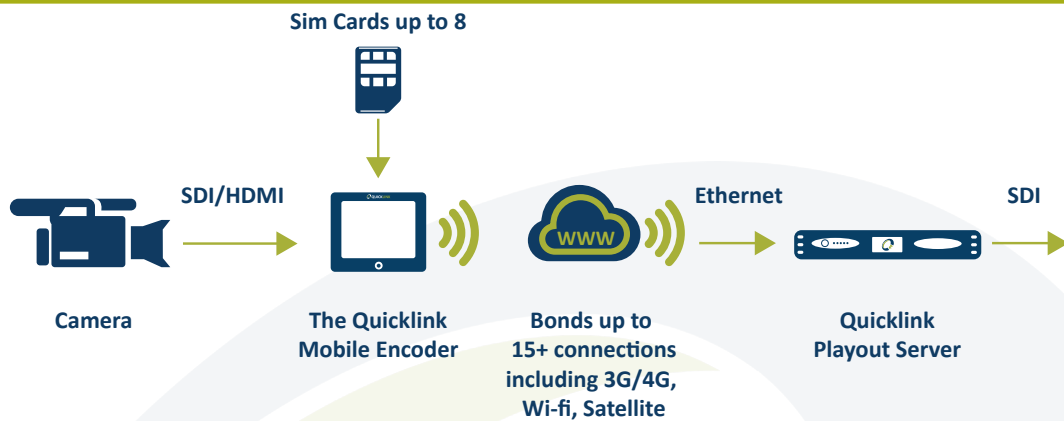 Sim Cards up to 8
SDI/HDMI
Ethernet
SDI
QUICKLINK
WWW
Camera
The Quicklink
Mobile Encoder
Bonds up to
15+ connections
including 3G/4G,
Wi-fi, Satellite
Quicklink
Playout Server